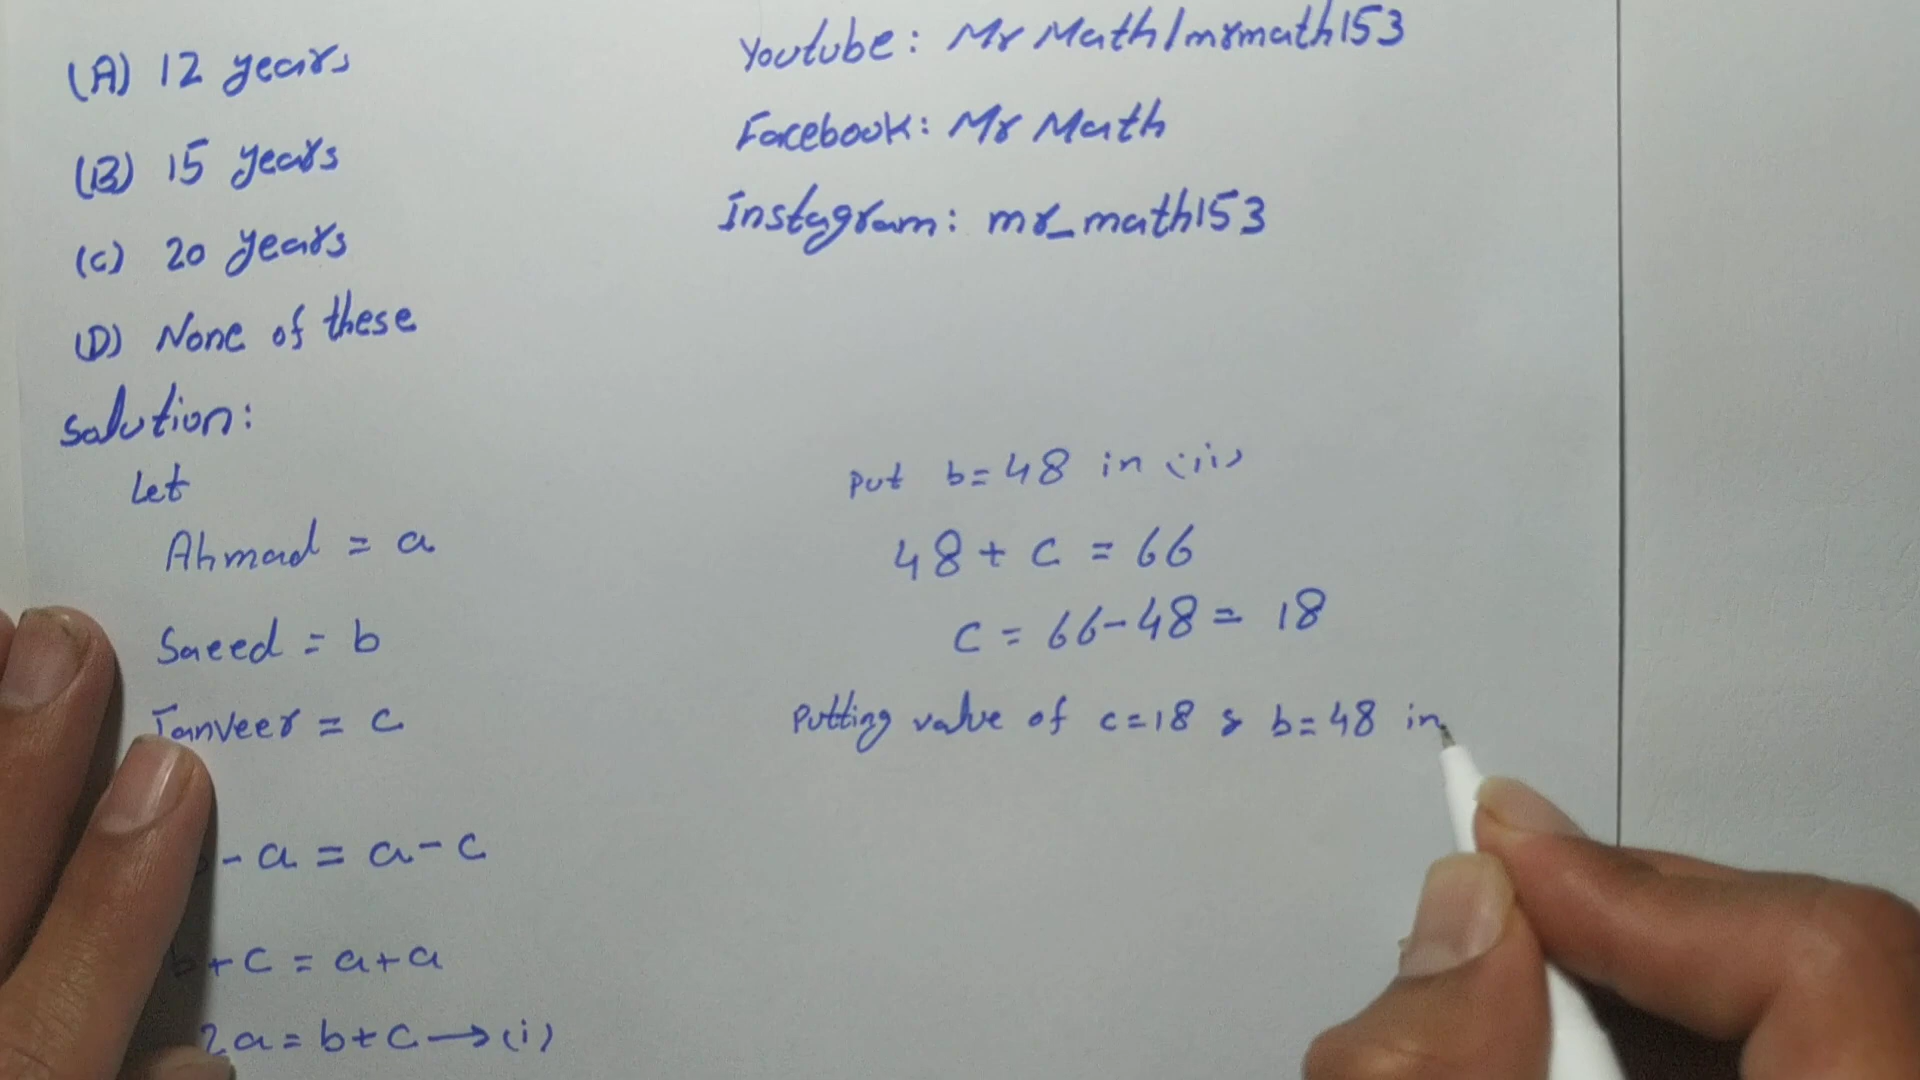 (A) 12 years
(B) 15 years
(C) 20 years
(D) None of these
Youtube: Mr Math/mrmath153
Facebook: Mr Math
Instagram: mr_math153
Solution:
Let
Ahmad = a
Saeed = b
Tanveer = c
- a = a - c
b + c = a + a
2a = b + c → (i)
Put b = 48 in (ii)
48 + c = 66
c = 66 - 48 = 18
Putting value of c = 18 & b = 48 in